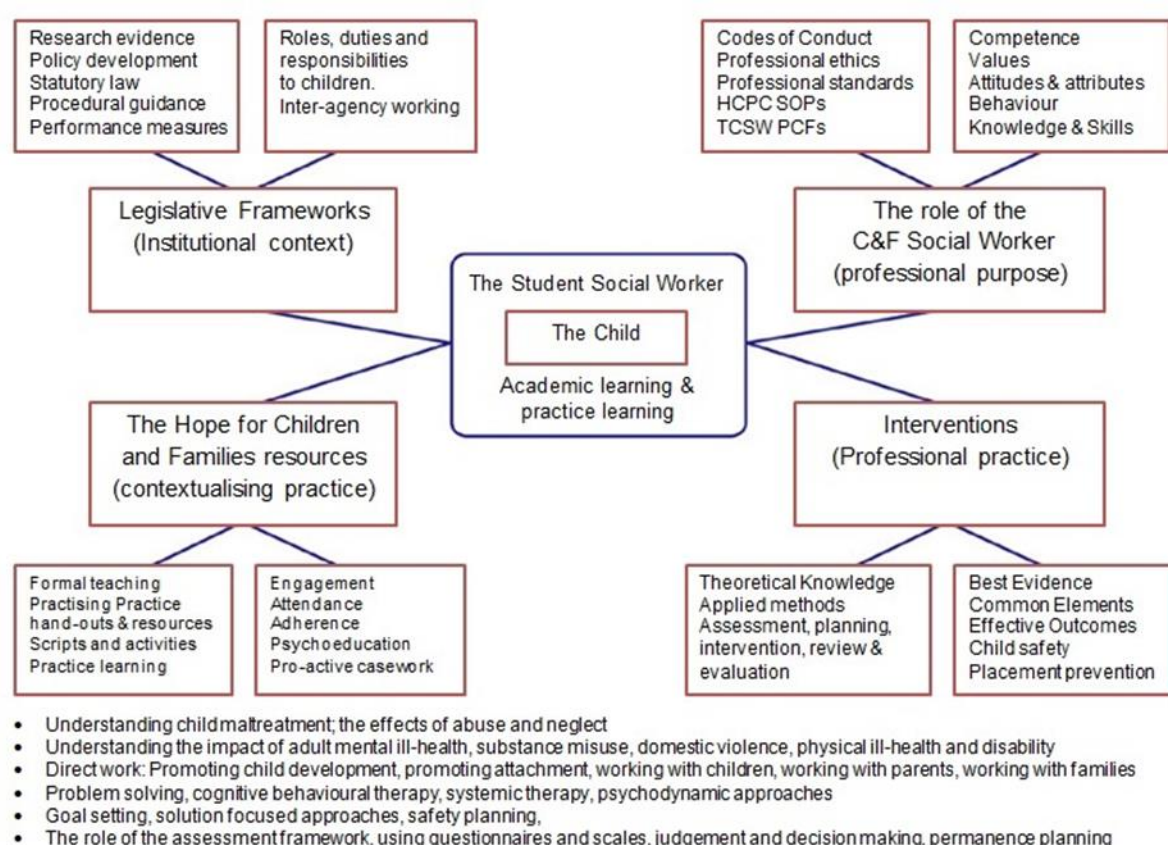 Research evidence
Policy development
Statutory law
Procedural guidance
Performance measures
Roles, duties and
responsibilities
to children.
Inter-agency working
Codes of Conduct
Professional ethics
Professional standards
HCPC SOPs
TCSW PCFs
Competence
Values
Attitudes & attributes
Behaviour
Knowledge & Skills
Legislative Frameworks
(Institutional context)
The role of the
C&F Social Worker
(professional purpose)
The Student Social Worker
The Child
Academic learning &
practice learning
The Hope for Children
and Families resources
(contextualising practice)
Interventions
(Professional practice)
Formal teaching
Practising Practice
hand-outs & resources
Scripts and activities
Practice learning
Engagement
Attendance
Adherence
Psychoeducation
Pro-active casework
Theoretical Knowledge
Applied methods
Assessment, planning,
intervention, review &
evaluation
Best Evidence
Common Elements
Effective Outcomes
Child safety
Placement prevention
• Understanding child maltreatment; the effects of abuse and neglect
• Understanding the impact of adult mental ill-health, substance misuse, domestic violence, physical ill-health and disability
• Direct work: Promoting child development, promoting attachment, working with children, working with parents, working with families
• Problem solving, cognitive behavioural therapy, systemic therapy, psychodynamic approaches
• Goal setting, solution focused approaches, safety planning,
• The role of the assessment framework, using questionnaires and scales, judgement and decision making, permanence planning